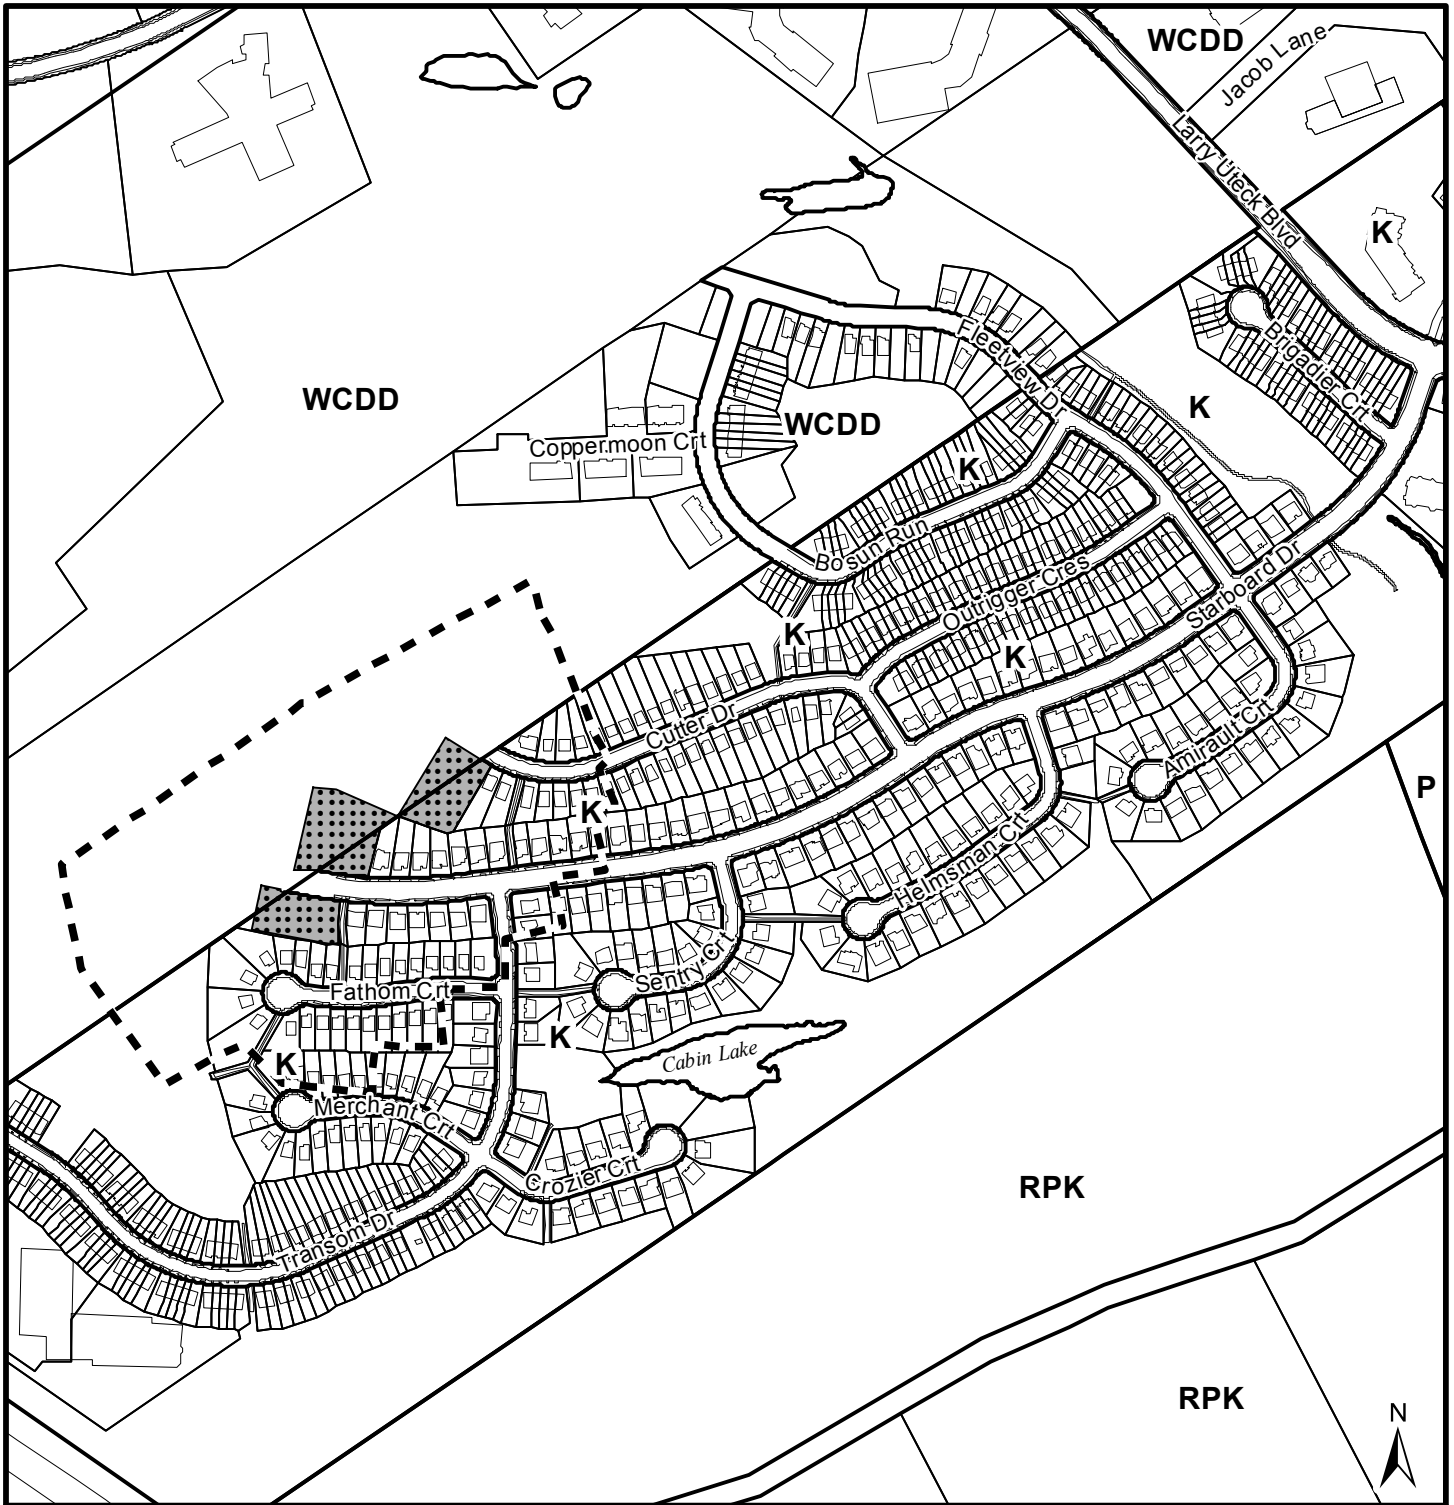 WCDD
Jacob Lane
Larry Uteck Blvd
K
Brigadier Crt
Fleetview Dr
WCDD
WCDD
K
Coppermoon Crt
K
Bosun Run
Outrigger Cres
Starboard Dr
K
K
Cutter Dr
Amirault Crt
P
K
Helmsman Crt
Sentry Crt
Fathom Crt
K
Cabin Lake
K
Merchant Crt
Crozier Crt
RPK
Transom Dr
RPK
N